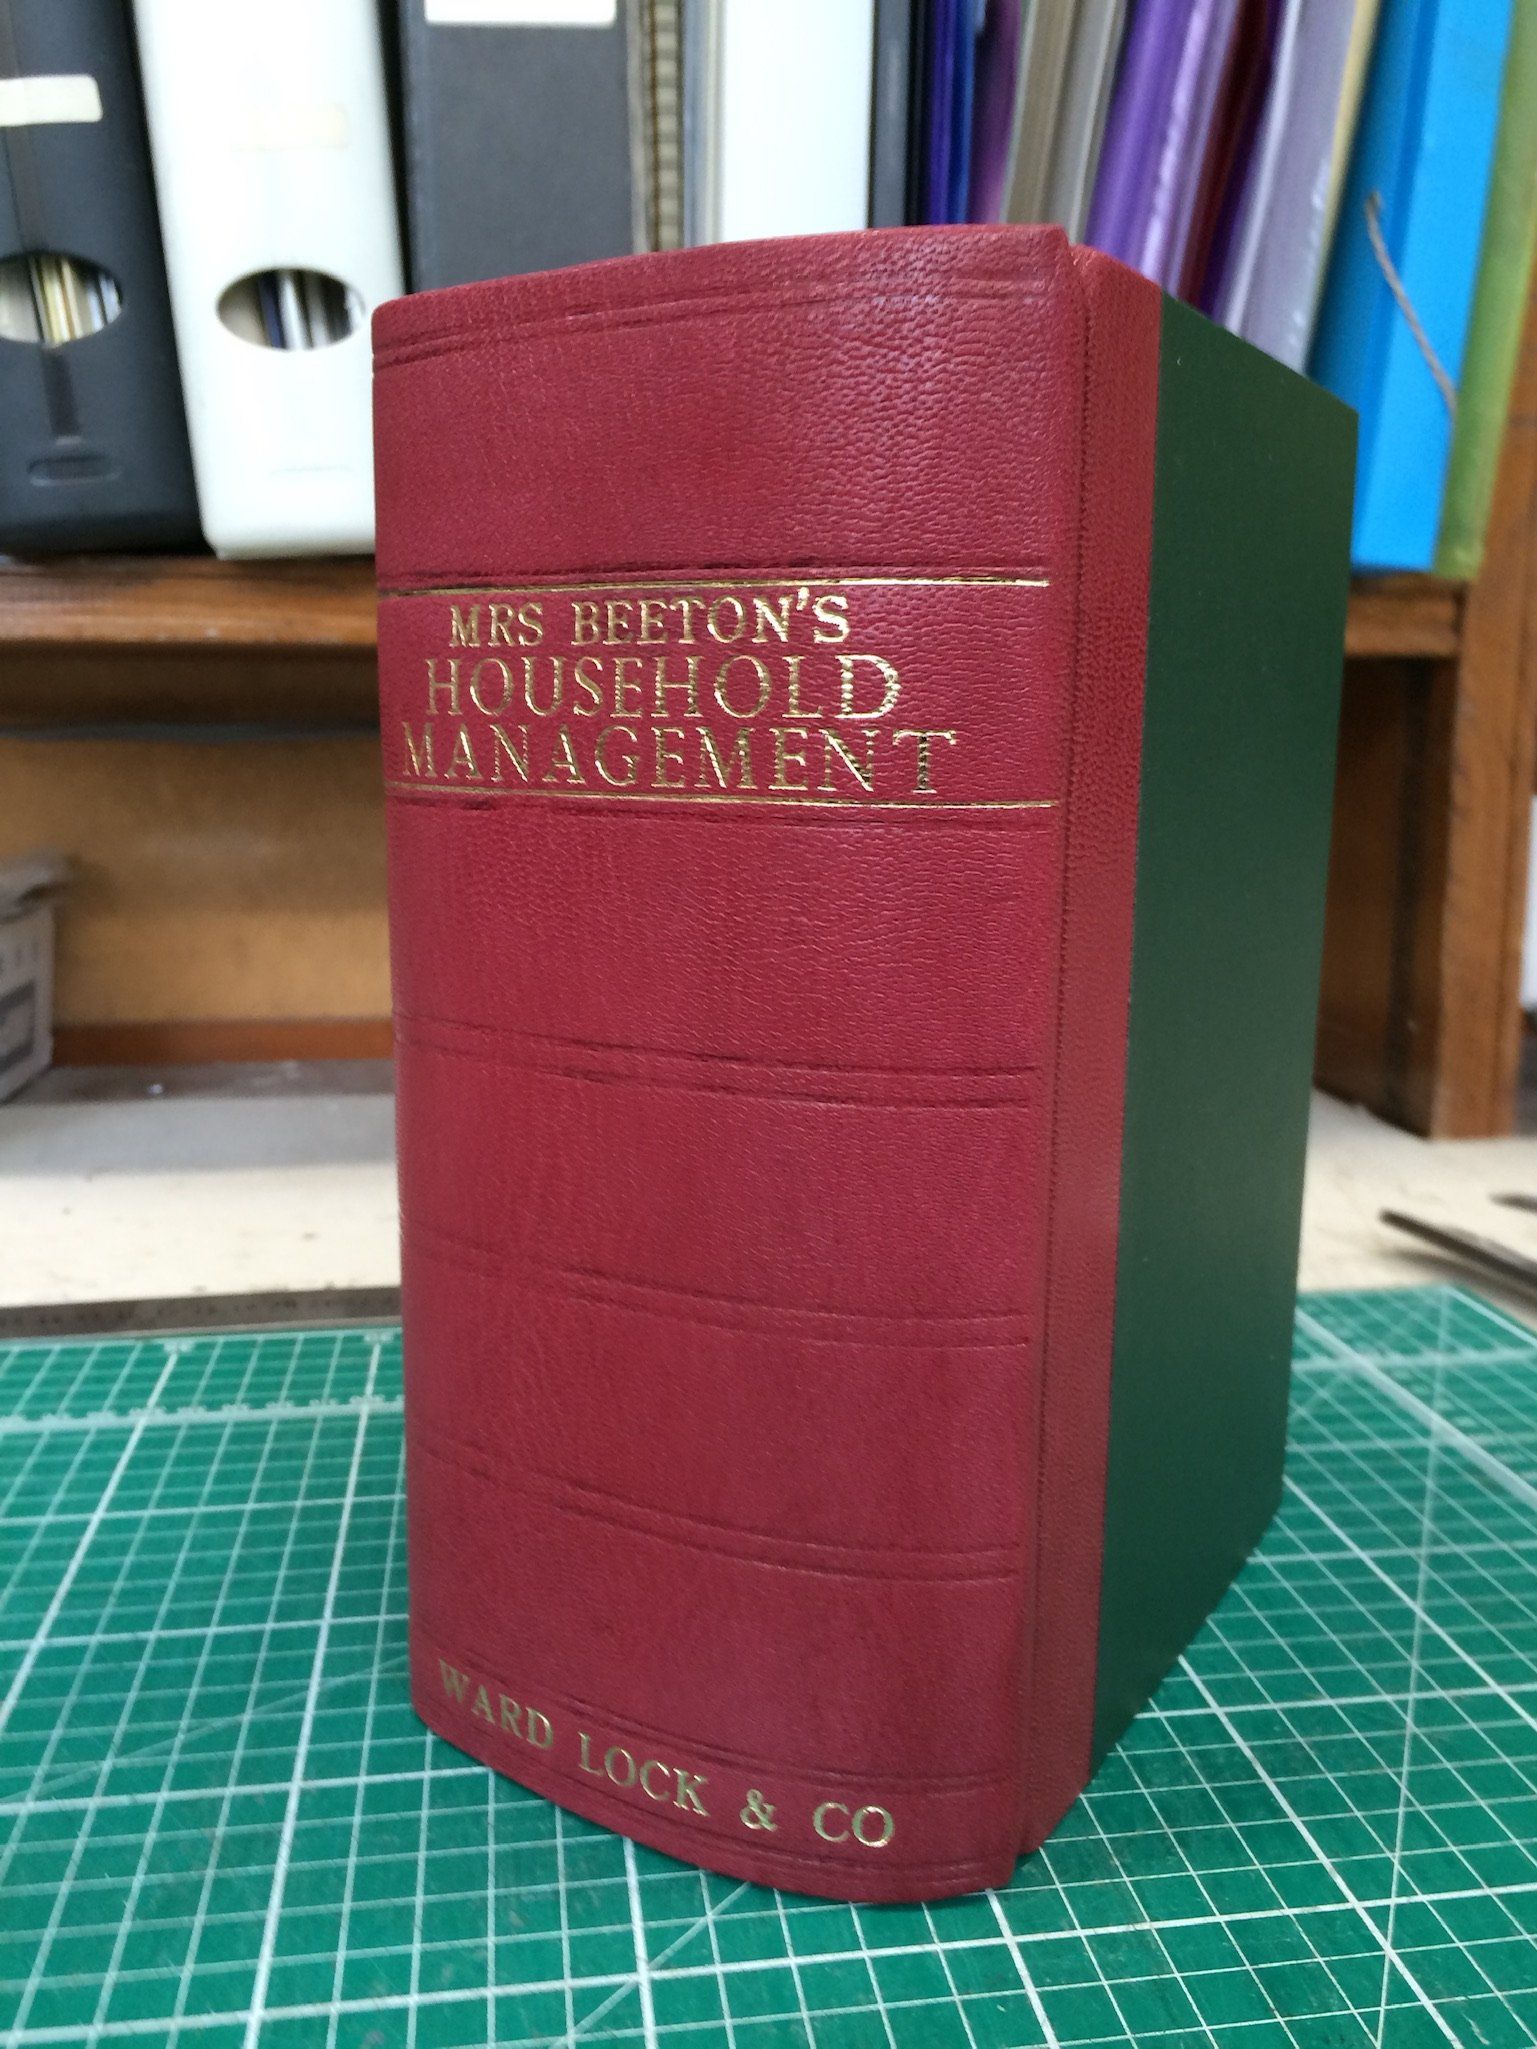 MRS BEETON'S
HOUSEHOLD
MANAGEMENT
WARD LOCK & CO